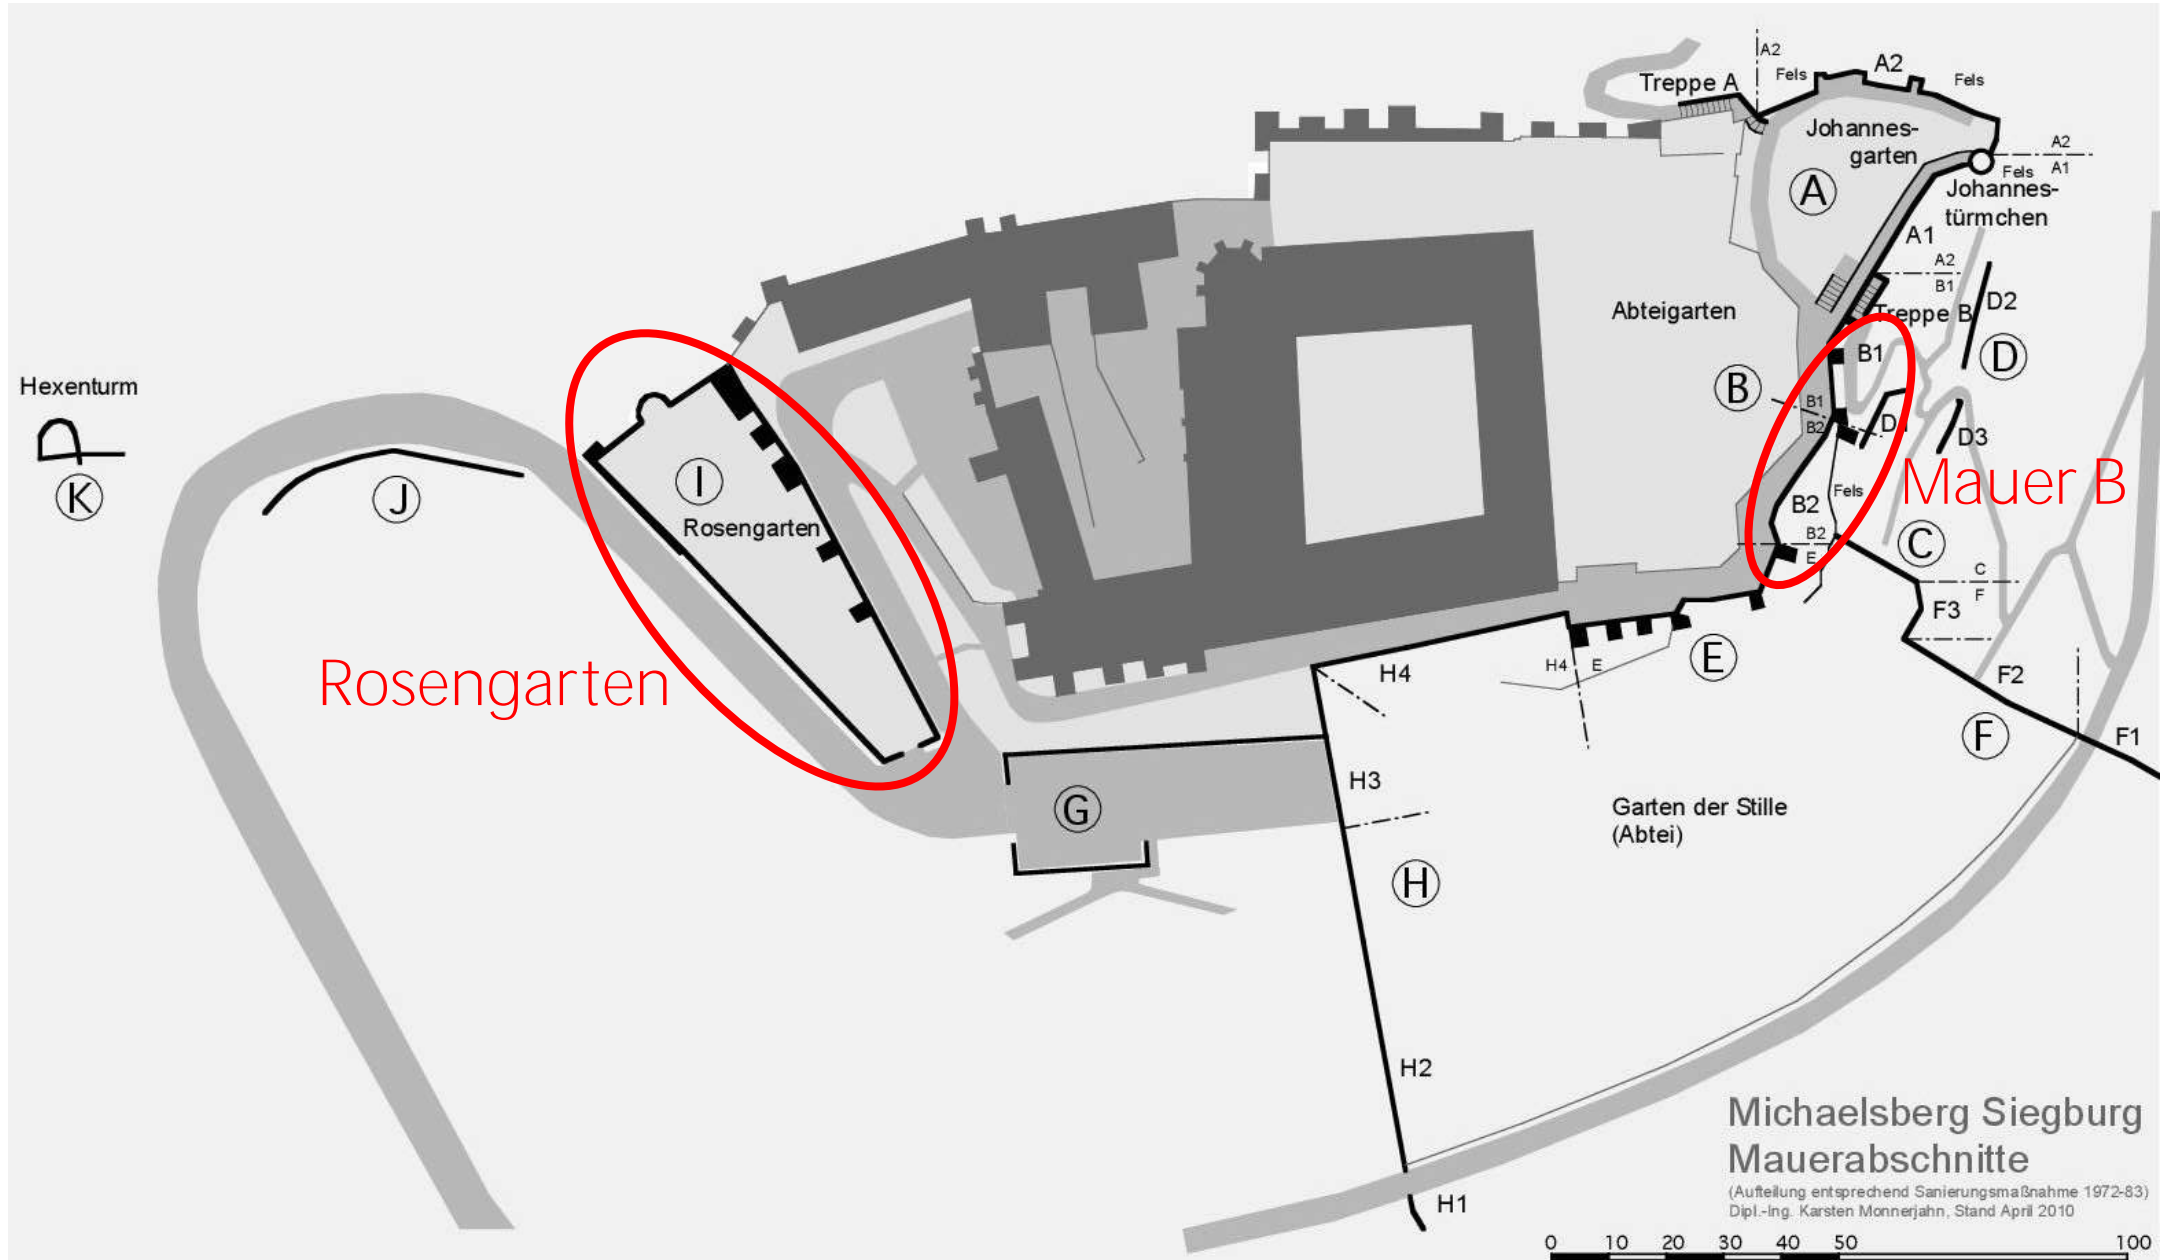 A2
Treppe A
Fels
A2
Fels
Johannes-
garten
A2
A1
Fels
A
Johannes-
türmchen
A1
A2
B1
D2
Treppe B
Abteigarten
B1
D
B
Hexenturm
B1
B2
D1
D3
I
Rosengarten
K
J
Fels
Mauer B
B2
B2
E
C
C
F
F3
Rosengarten
H4
H4
E
E
F2
F
F1
H3
G
Garten der Stille
(Abtei)
H
H2
H1
Michaelsberg Siegburg
Mauerabschnitte
(Aufteilung entsprechend Sanierungsmaßnahme 1972-83)
Dipl.-Ing. Karsten Monnerjahn, Stand April 2010
0 10 20 30 40 50 100